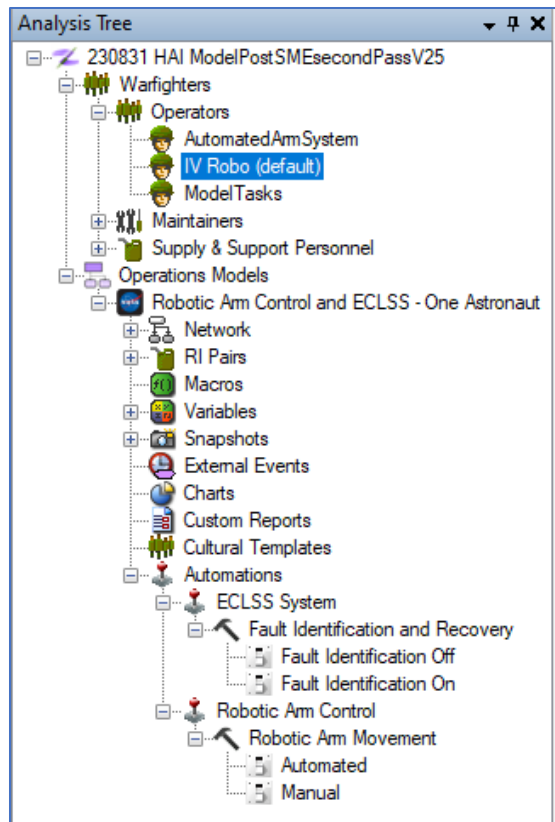 Analysis Tree
230831 HAI ModelPostSMEsecondPassV25
Warfighters
Operators
AutomatedArmSystem
IV Robo (default)
ModelTasks
Maintainers
Supply & Support Personnel
Operations Models
Robotic Arm Control and ECLSS - One Astronaut
Network
RI Pairs
Macros
Variables
Snapshots
External Events
Charts
Custom Reports
Cultural Templates
Automations
ECLSS System
Fault Identification and Recovery
Fault Identification Off
Fault Identification On
Robotic Arm Control
Robotic Arm Movement
Automated
Manual